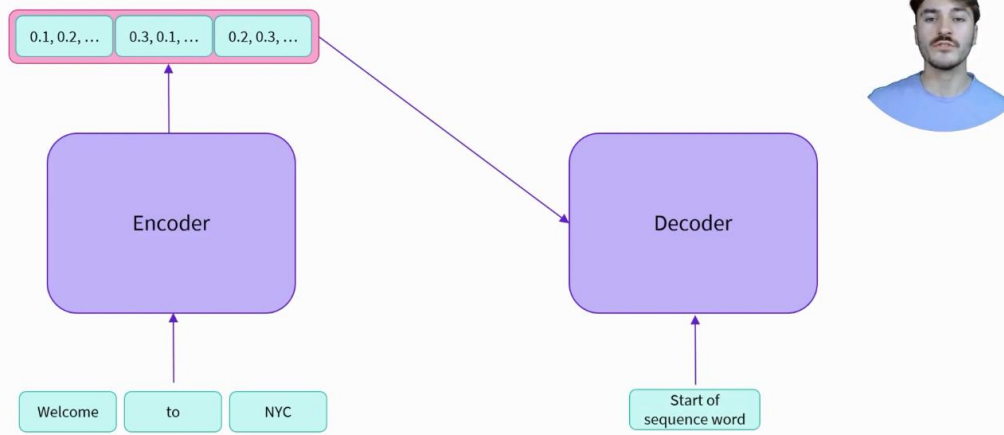 0.1, 0.2, ...
0.3, 0.1, ...
0.2, 0.3, ...
Encoder
Decoder
Welcome
to
NYC
Start of
sequence word